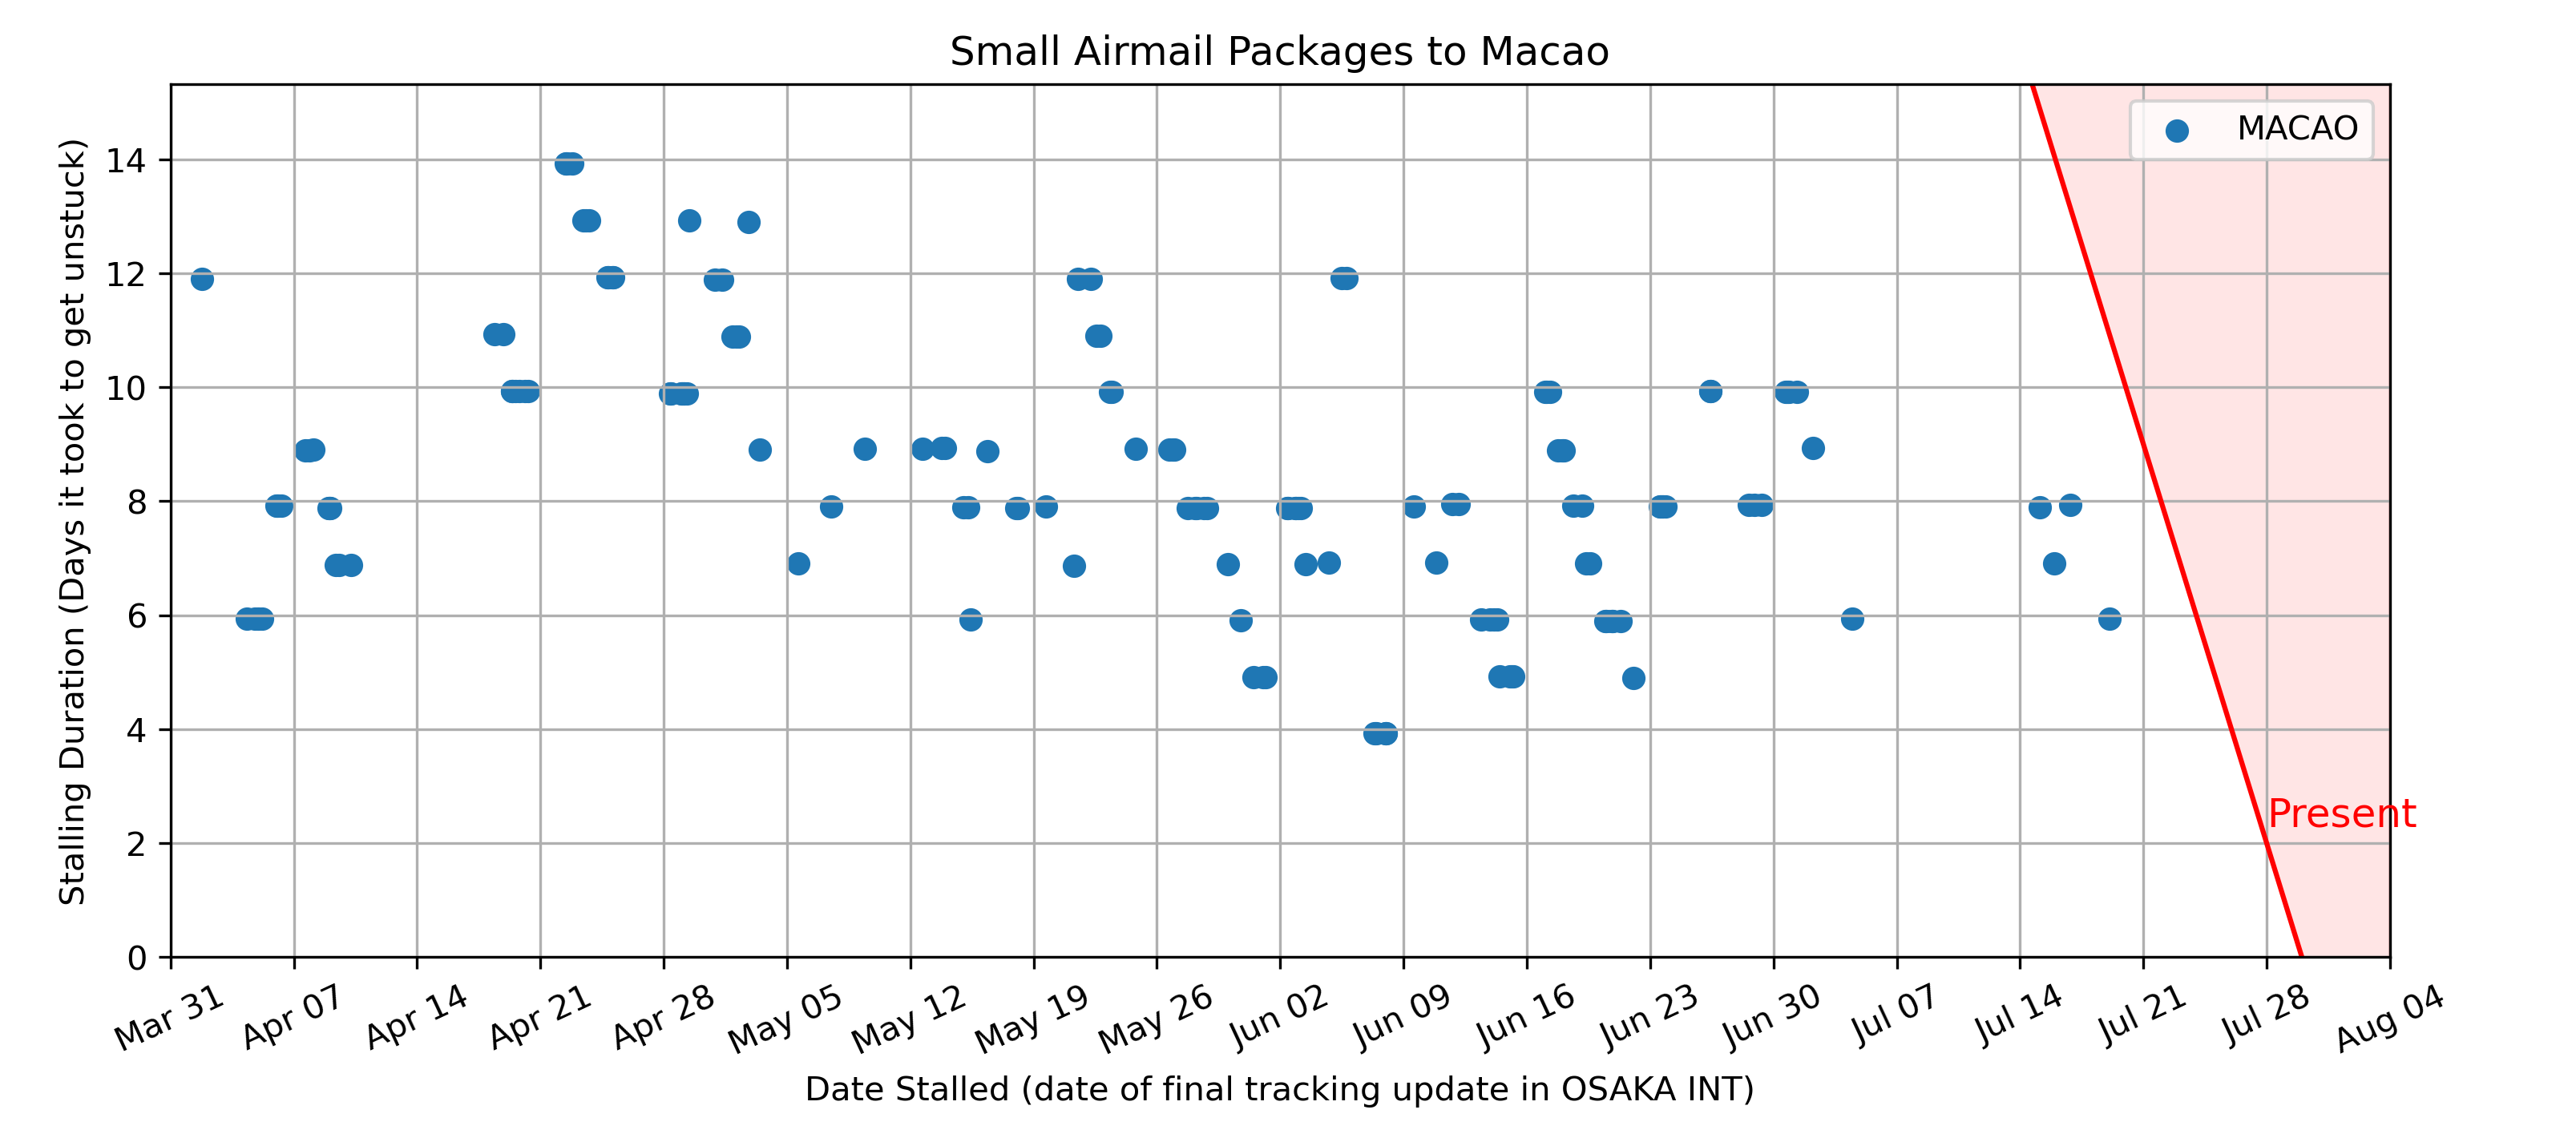 Small Airmail Packages to Macao
MACAO
Stalling Duration (Days it took to get unstuck)
14
12
10
8
6
4
2
0
Present
Mar 31
Apr 07
Apr 14
Apr 21
Apr 28
May 05
May 12
May 19
May 26
Jun 02
Jun 09
Jun 16
Jun 23
Jun 30
Jul 07
Jul 14
Jul 21
Jul 28
Aug 04
Date Stalled (date of final tracking update in OSAKA INT)